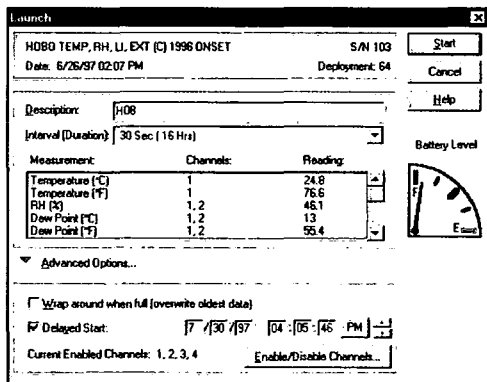 Launch
HOBO TEMP, RH, LI, EXT (C) 1996 ONSET S/N 103
Date: 6/26/97 02:07 PM Deployment: 64
Start
Cancel
Help
Description: H08
Interval (Duration): 30 Sec ( 16 Hrs)
Measurement: Channels: Reading:
Temperature (°C) 1 24.8
Temperature (°F) 1 76.6
RH (%) 1, 2 46.1
Dew Point (°C) 1, 2 13
Dew Point (°F) 1, 2 55.4
Battery Level
F E
Advanced Options...
Wrap around when full (overwrite oldest data)
Delayed Start: 7 / 30 / 97 04 : 05 : 46 PM
Current Enabled Channels: 1, 2, 3, 4 Enable/Disable Channels...